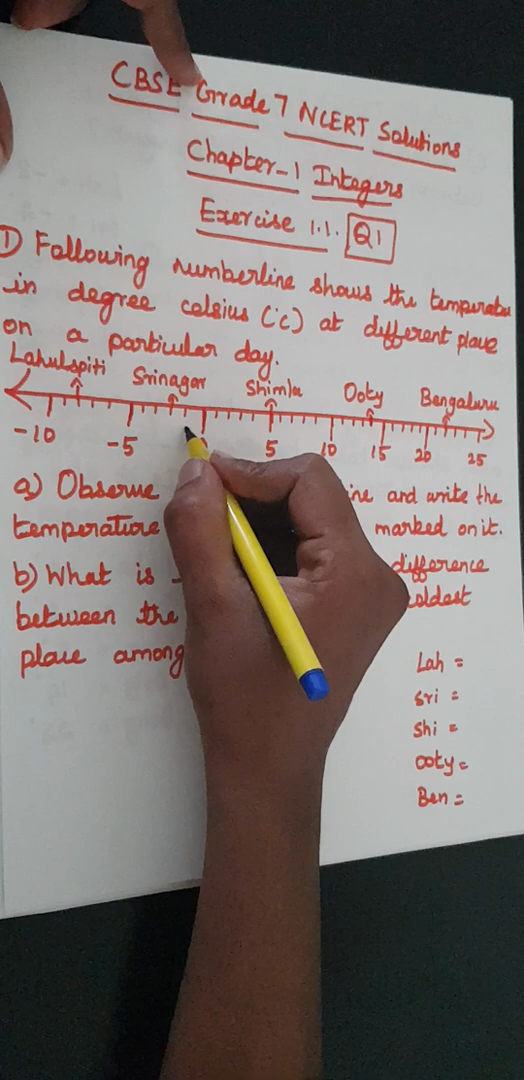 CBSE Grade 7 NCERT Solutions
Chapter-1 Integers
Exercise 1.1. Q1
1) Following numberline shows the temperatu
in degree celsius (°c) at different place
on a particular day.
Lahulspiti Srinagar Shimla Ooty Bengaluru
-10 -5 5 10 15 20 25
a) Observe ine and write the
temperature marked on it.
b) What is difference
between the oldest
place among
Lah =
Sri =
Shi =
Ooty =
Ben =